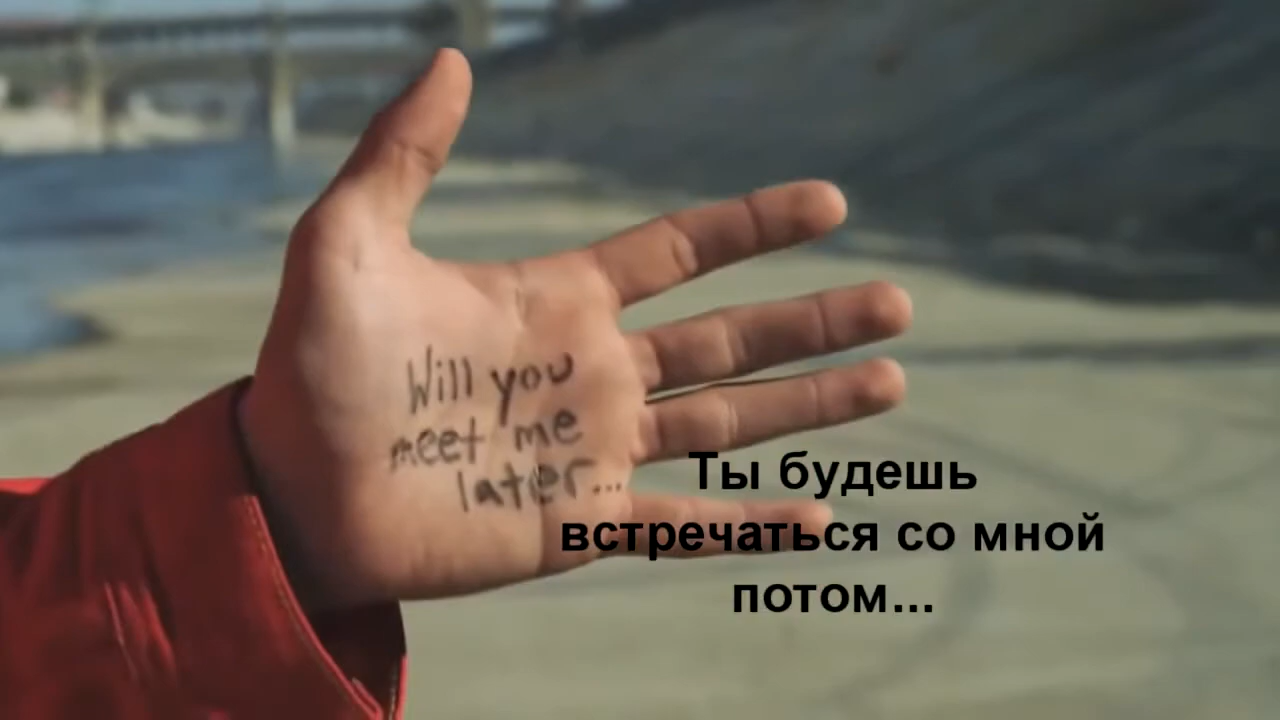 Will you
meet me
later...
Ты будешь
встречаться со мной
потом...